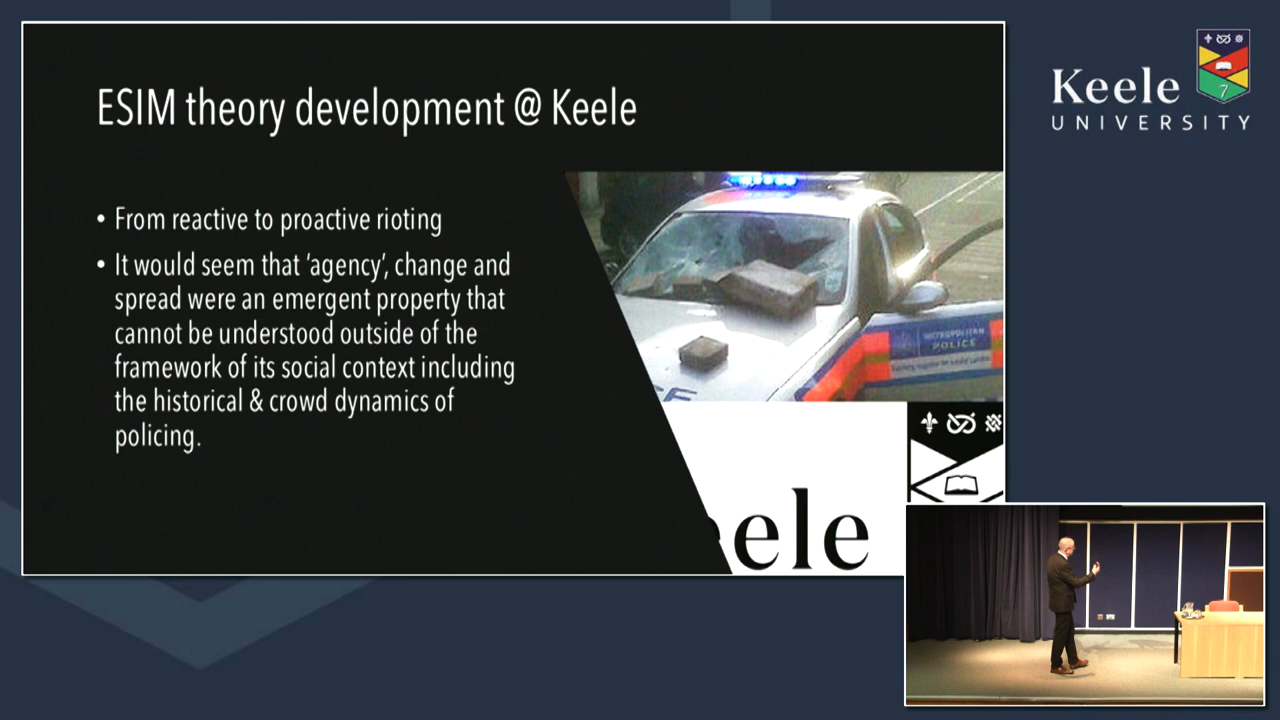 ESIM theory development @ Keele
• From reactive to proactive rioting
• It would seem that ‘agency’, change and
spread were an emergent property that
cannot be understood outside of the
framework of its social context including
the historical & crowd dynamics of
policing.
METROPOLITAN
POLICE
eele
Keele
UNIVERSITY